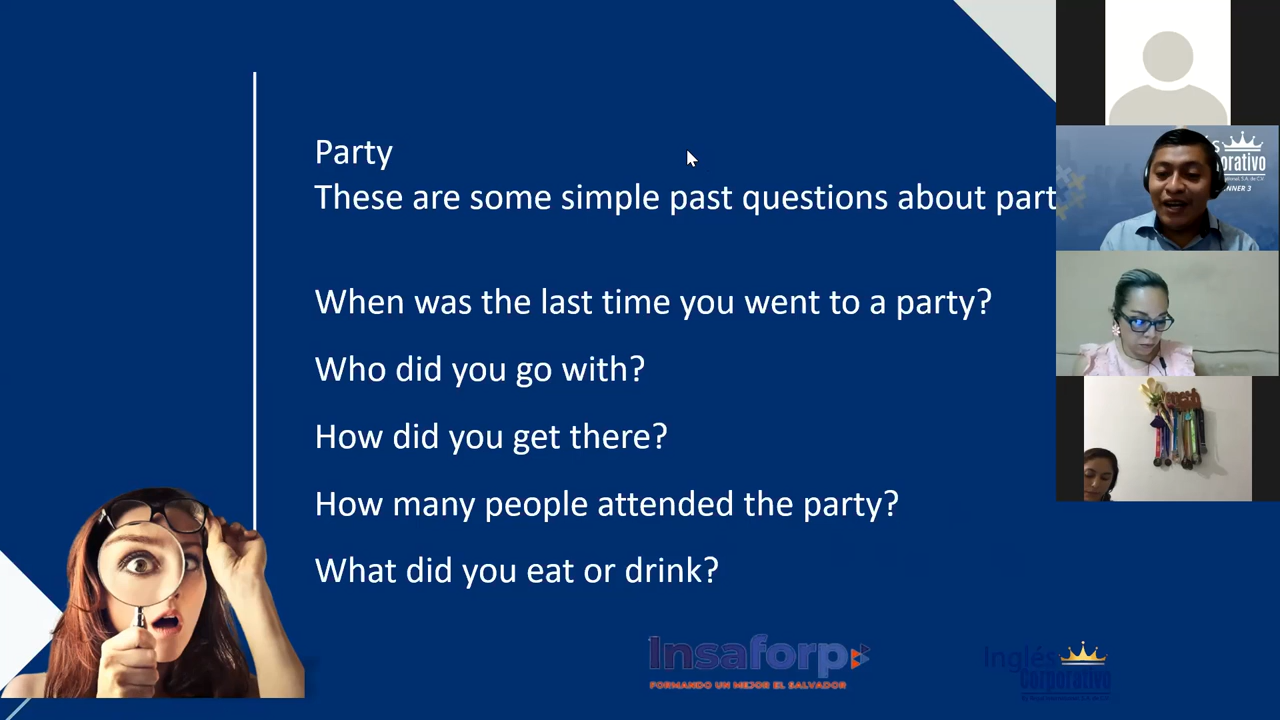 Party
These are some simple past questions about part
When was the last time you went to a party?
Who did you go with?
How did you get there?
How many people attended the party?
What did you eat or drink?
Insaforp
FORMANDO UN MEJOR EL SALVADOR
Inglés
Corporativo
orativo